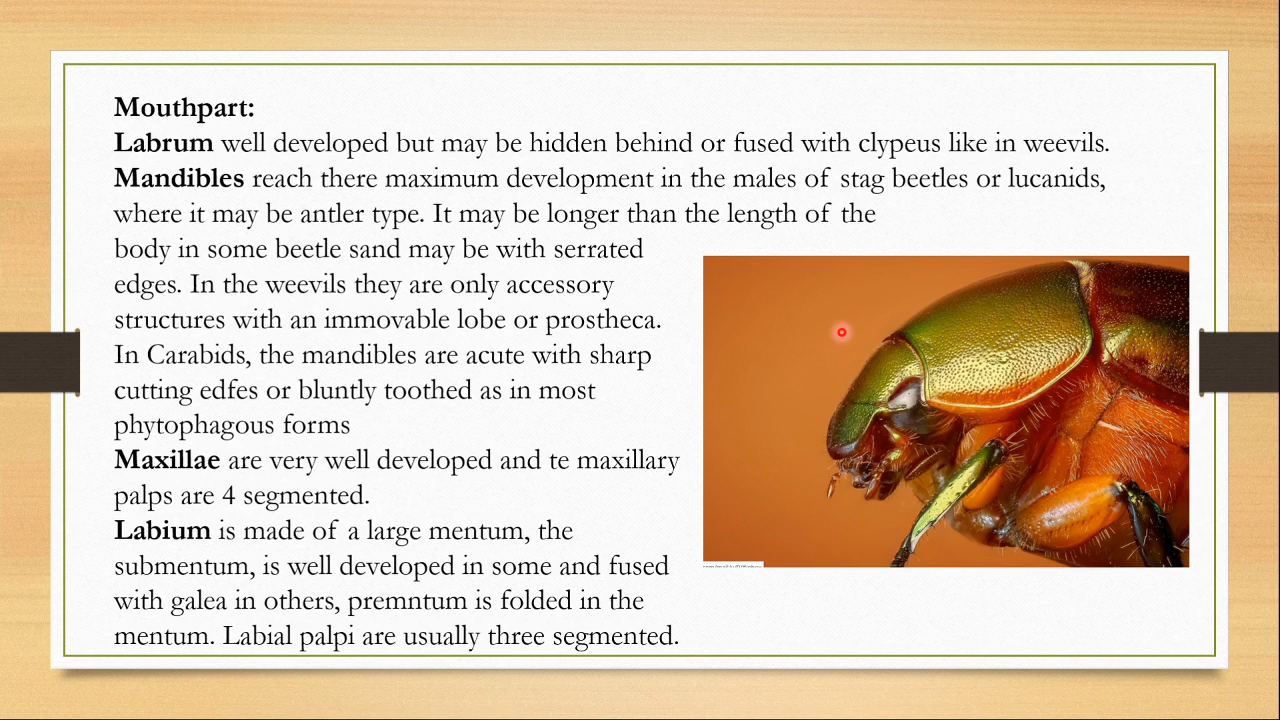 Mouthpart:
Labrum well developed but may be hidden behind or fused with clypeus like in weevils.
Mandibles reach there maximum development in the males of stag beetles or lucanids,
where it may be antler type. It may be longer than the length of the
body in some beetle sand may be with serrated
edges. In the weevils they are only accessory
structures with an immovable lobe or prostheca.
In Carabids, the mandibles are acute with sharp
cutting edfes or bluntly toothed as in most
phytophagous forms
Maxillae are very well developed and te maxillary
palps are 4 segmented.
Labium is made of a large mentum, the
submentum, is well developed in some and fused
with galea in others, premntum is folded in the
mentum. Labial palpi are usually three segmented.